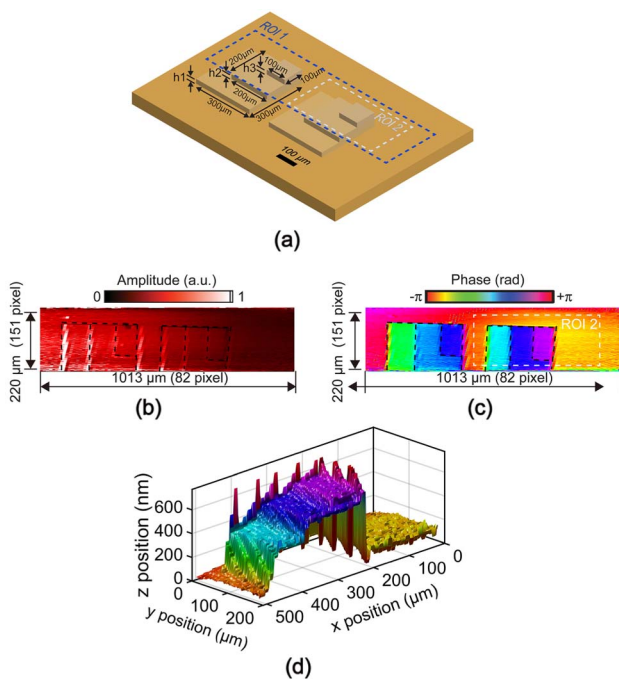 ROI 1
200μm
100μm
h1
h2
h3
100μm
200μm
300μm
300μm
ROI 2
100 μm
(a)
Amplitude (a.u.)
0
1
220 μm (151 pixel)
1013 μm (82 pixel)
(b)
Phase (rad)
-π
+π
ROI 2
220 μm (151 pixel)
1013 μm (82 pixel)
(c)
z position (nm)
600
400
200
0
y position (μm)
0
100
200
x position (μm)
500
400
300
200
100
0
(d)